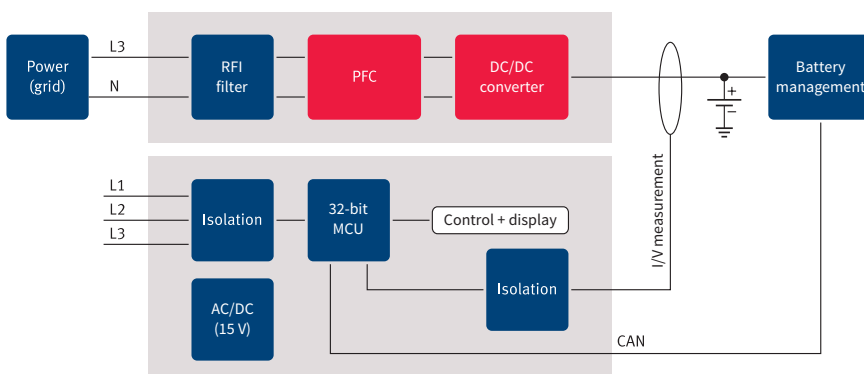 L3
N
Power
(grid)
RFI
filter
PFC
DC/DC
converter
+
−
Battery
management
L1
L2
L3
Isolation
32-bit
MCU
Control + display
I/V measurement
Isolation
AC/DC
(15 V)
CAN